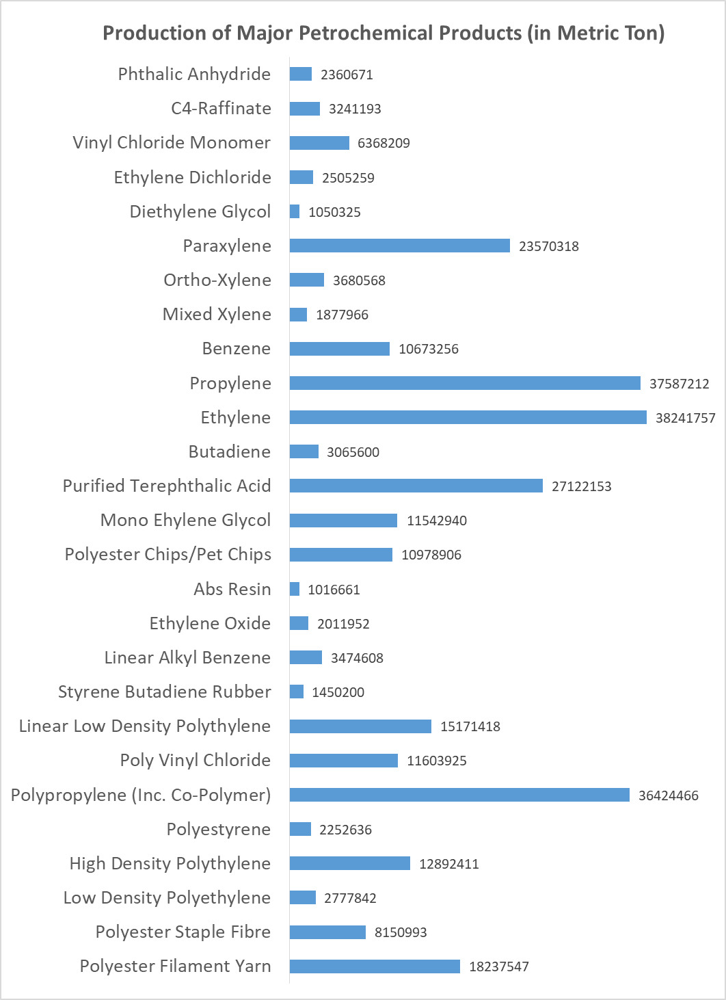 Production of Major Petrochemical Products (in Metric Ton)
Phthalic Anhydride 2360671
C4-Raffinate 3241193
Vinyl Chloride Monomer 6368209
Ethylene Dichloride 2505259
Diethylene Glycol 1050325
Paraxylene 23570318
Ortho-Xylene 3680568
Mixed Xylene 1877966
Benzene 10673256
Propylene 37587212
Ethylene 38241757
Butadiene 3065600
Purified Terephthalic Acid 27122153
Mono Ehylene Glycol 11542940
Polyester Chips/Pet Chips 10978906
Abs Resin 1016661
Ethylene Oxide 2011952
Linear Alkyl Benzene 3474608
Styrene Butadiene Rubber 1450200
Linear Low Density Polythylene 15171418
Poly Vinyl Chloride 11603925
Polypropylene (Inc. Co-Polymer) 36424466
Polyestyrene 2252636
High Density Polythylene 12892411
Low Density Polyethylene 2777842
Polyester Staple Fibre 8150993
Polyester Filament Yarn 18237547